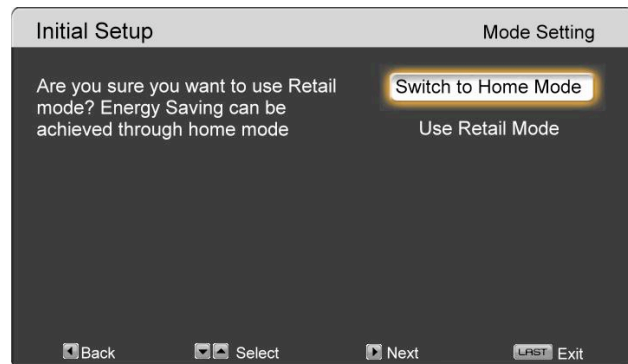 Initial Setup
Mode Setting
Are you sure you want to use Retail
mode? Energy Saving can be
achieved through home mode
Switch to Home Mode
Use Retail Mode
Back
Select
Next
LAST Exit